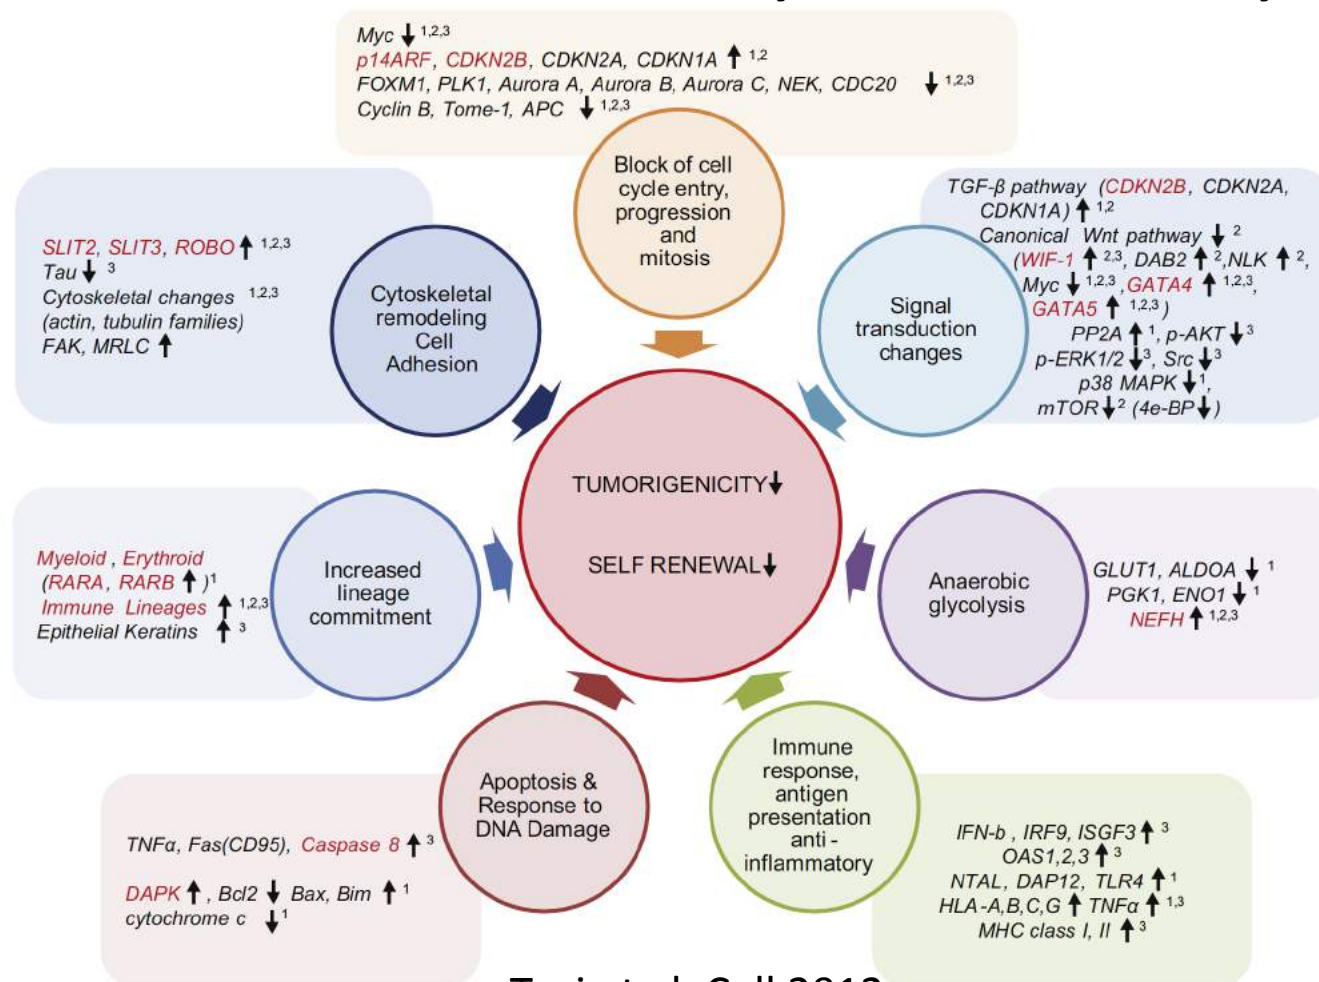 Myc ↓ 1,2,3
p14ARF, CDKN2B, CDKN2A, CDKN1A ↑ 1,2
FOXM1, PLK1, Aurora A, Aurora B, Aurora C, NEK, CDC20 ↓ 1,2,3
Cyclin B, Tome-1, APC ↓ 1,2,3
Block of cell
cycle entry,
progression
and
mitosis
SLIT2, SLIT3, ROBO ↑ 1,2,3
Tau ↓ 3
Cytoskeletal changes 1,2,3
(actin, tubulin families)
FAK, MRLC ↑
Cytoskeletal
remodeling
Cell
Adhesion
TGF-β pathway (CDKN2B, CDKN2A,
CDKN1A) ↑ 1,2
Canonical Wnt pathway ↓ 2
(WIF-1 ↑ 2,3, DAB2 ↑ 2,NLK ↑ 2,
Myc ↓ 1,2,3 ,GATA4 ↑ 1,2,3,
GATA5 ↑ 1,2,3 )
PP2A ↑ 1, p-AKT ↓ 3
p-ERK1/2 ↓ 3, Src ↓ 3
p38 MAPK ↓ 1,
mTOR ↓ 2 (4e-BP ↓)
Signal
transduction
changes
TUMORIGENICITY ↓
SELF RENEWAL ↓
Myeloid , Erythroid
(RARA, RARB ↑ ) 1
Immune Lineages ↑ 1,2,3
Epithelial Keratins ↑ 3
Increased
lineage
commitment
Anaerobic
glycolysis
GLUT1, ALDOA ↓ 1
PGK1, ENO1 ↓ 1
NEFH ↑ 1,2,3
TNFα, Fas(CD95), Caspase 8 ↑ 3
DAPK ↑ , Bcl2 ↓ Bax, Bim ↑ 1
cytochrome c ↓ 1
Apoptosis &
Response to
DNA Damage
Immune
response,
antigen
presentation
anti -
inflammatory
IFN-b , IRF9, ISGF3 ↑ 3
OAS1,2,3 ↑ 3
NTAL, DAP12, TLR4 ↑ 1
HLA-A,B,C,G ↑ TNFα ↑ 1,3
MHC class I, II ↑ 3